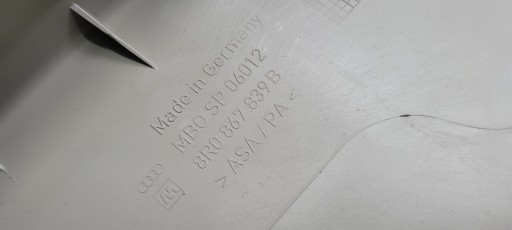 Made in Germany
MBO SP 06012
8R0 867 839 B
> ASA / PA <